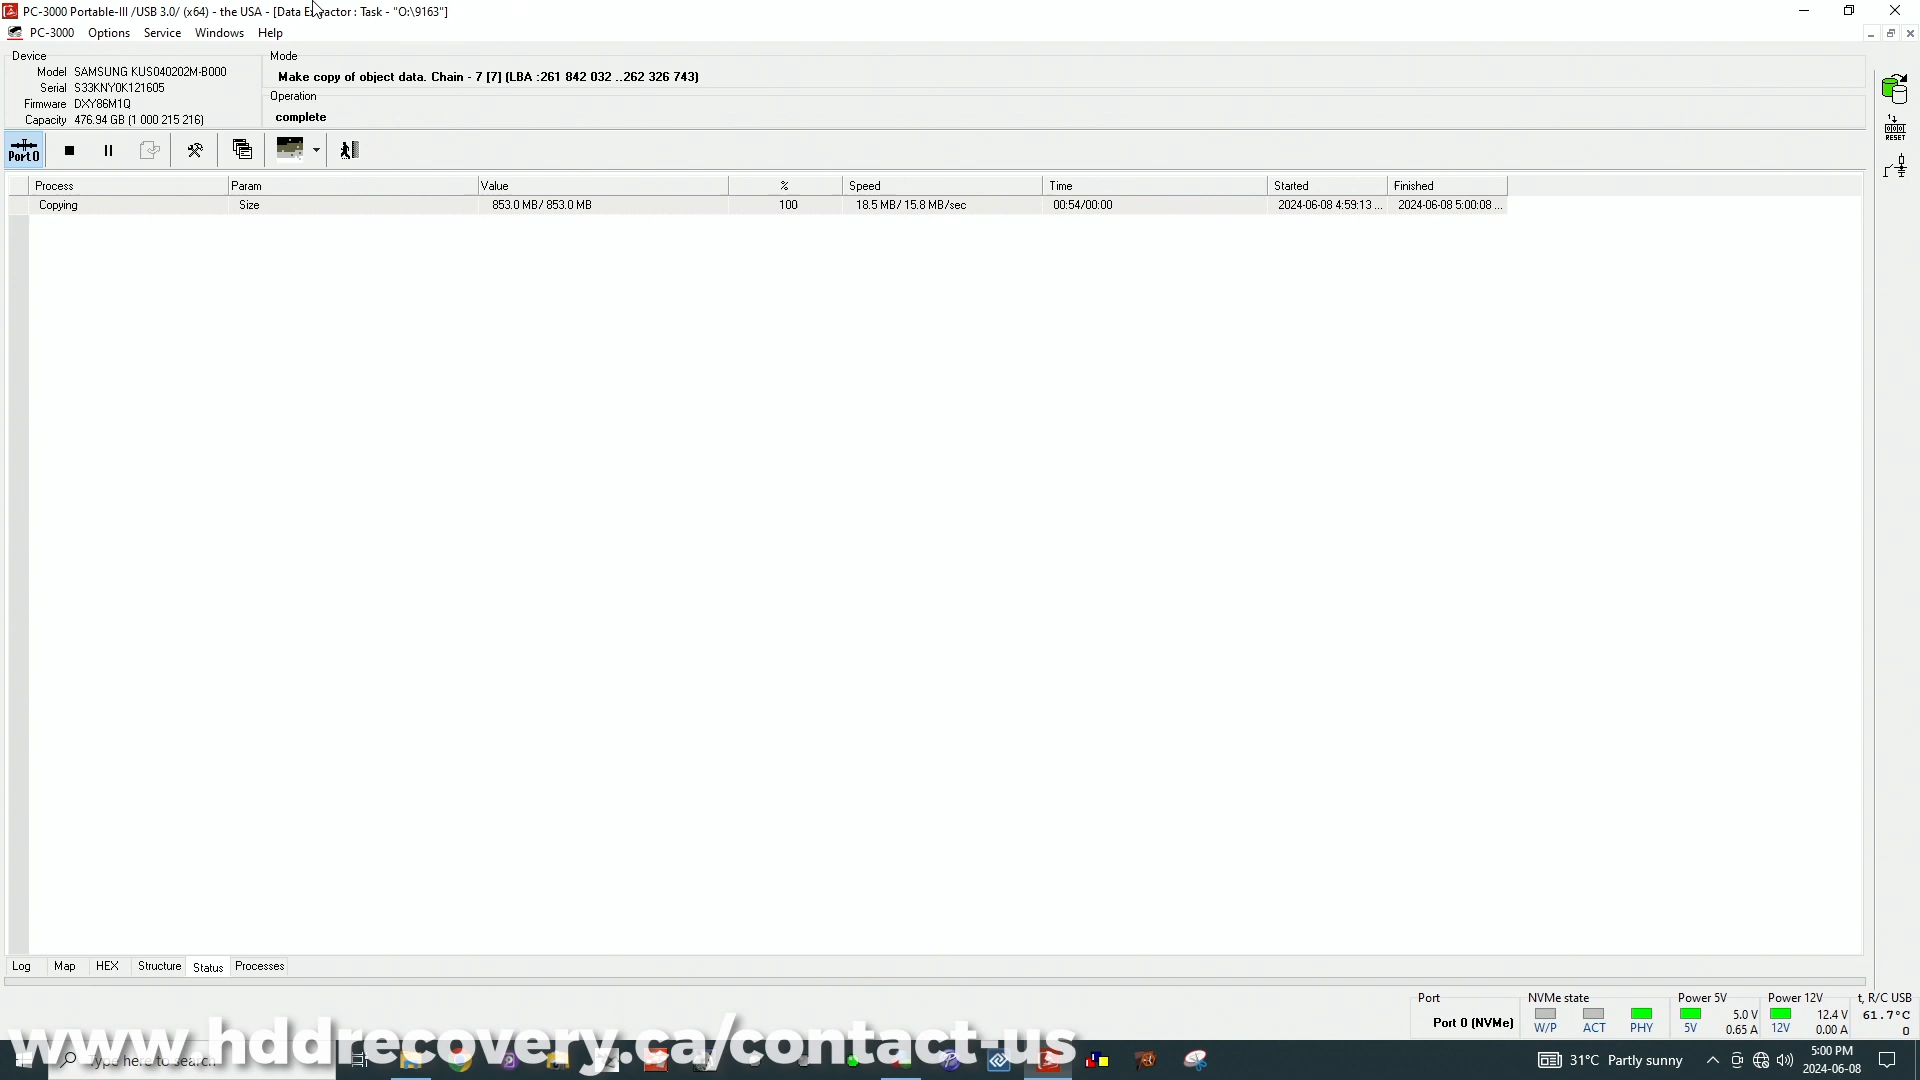 PC-3000 Portable-III /USB 3.0/ (x64) - the USA - [Data Extractor : Task - "O:\9163"]
PC-3000 Options Service Windows Help
Device
Model SAMSUNG KUS040202M-B000
Serial S33KNY0K121605
Firmware DXY86M1Q
Capacity 476.94 GB (1 000 215 216)
Mode
Make copy of object data. Chain - 7 [7] (LBA :261 842 032 ..262 326 743)
Operation
complete
Port0
RESET
Process Param Value % Speed Time Started Finished
Copying Size 853.0 MB/ 853.0 MB 100 18.5 MB/ 15.8 MB/sec 00:54/00:00 2024-06-08 4:59:13 ... 2024-06-08 5:00:08 ...
Log Map HEX Structure Status Processes
Port NVMe state Power 5V Power 12V t, R/C USB
Port 0 (NVMe) W/P ACT PHY 5V 5.0 V 0.65 A 12V 12.4 V 0.00 A 61.7°C 0
www.hddrecovery.ca/contact-us
Type here to search
31°C Partly sunny
5:00 PM
2024-06-08